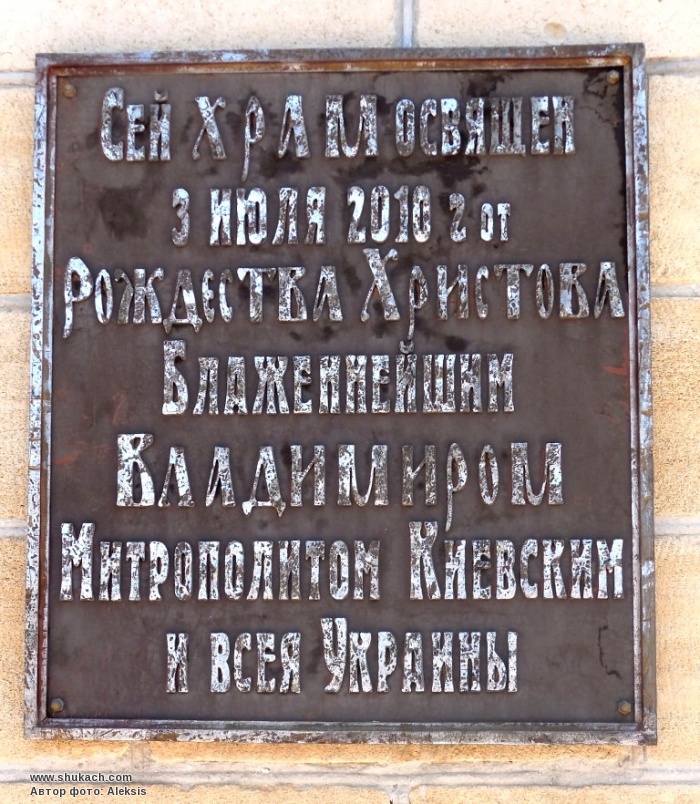 Сей храм освящен
3 июля 2010 г от
Рождества Христова
Блаженнейшим
Владимиром
Митрополитом Киевским
и всея Украины
www.shukach.com
Автор фото: Aleksis